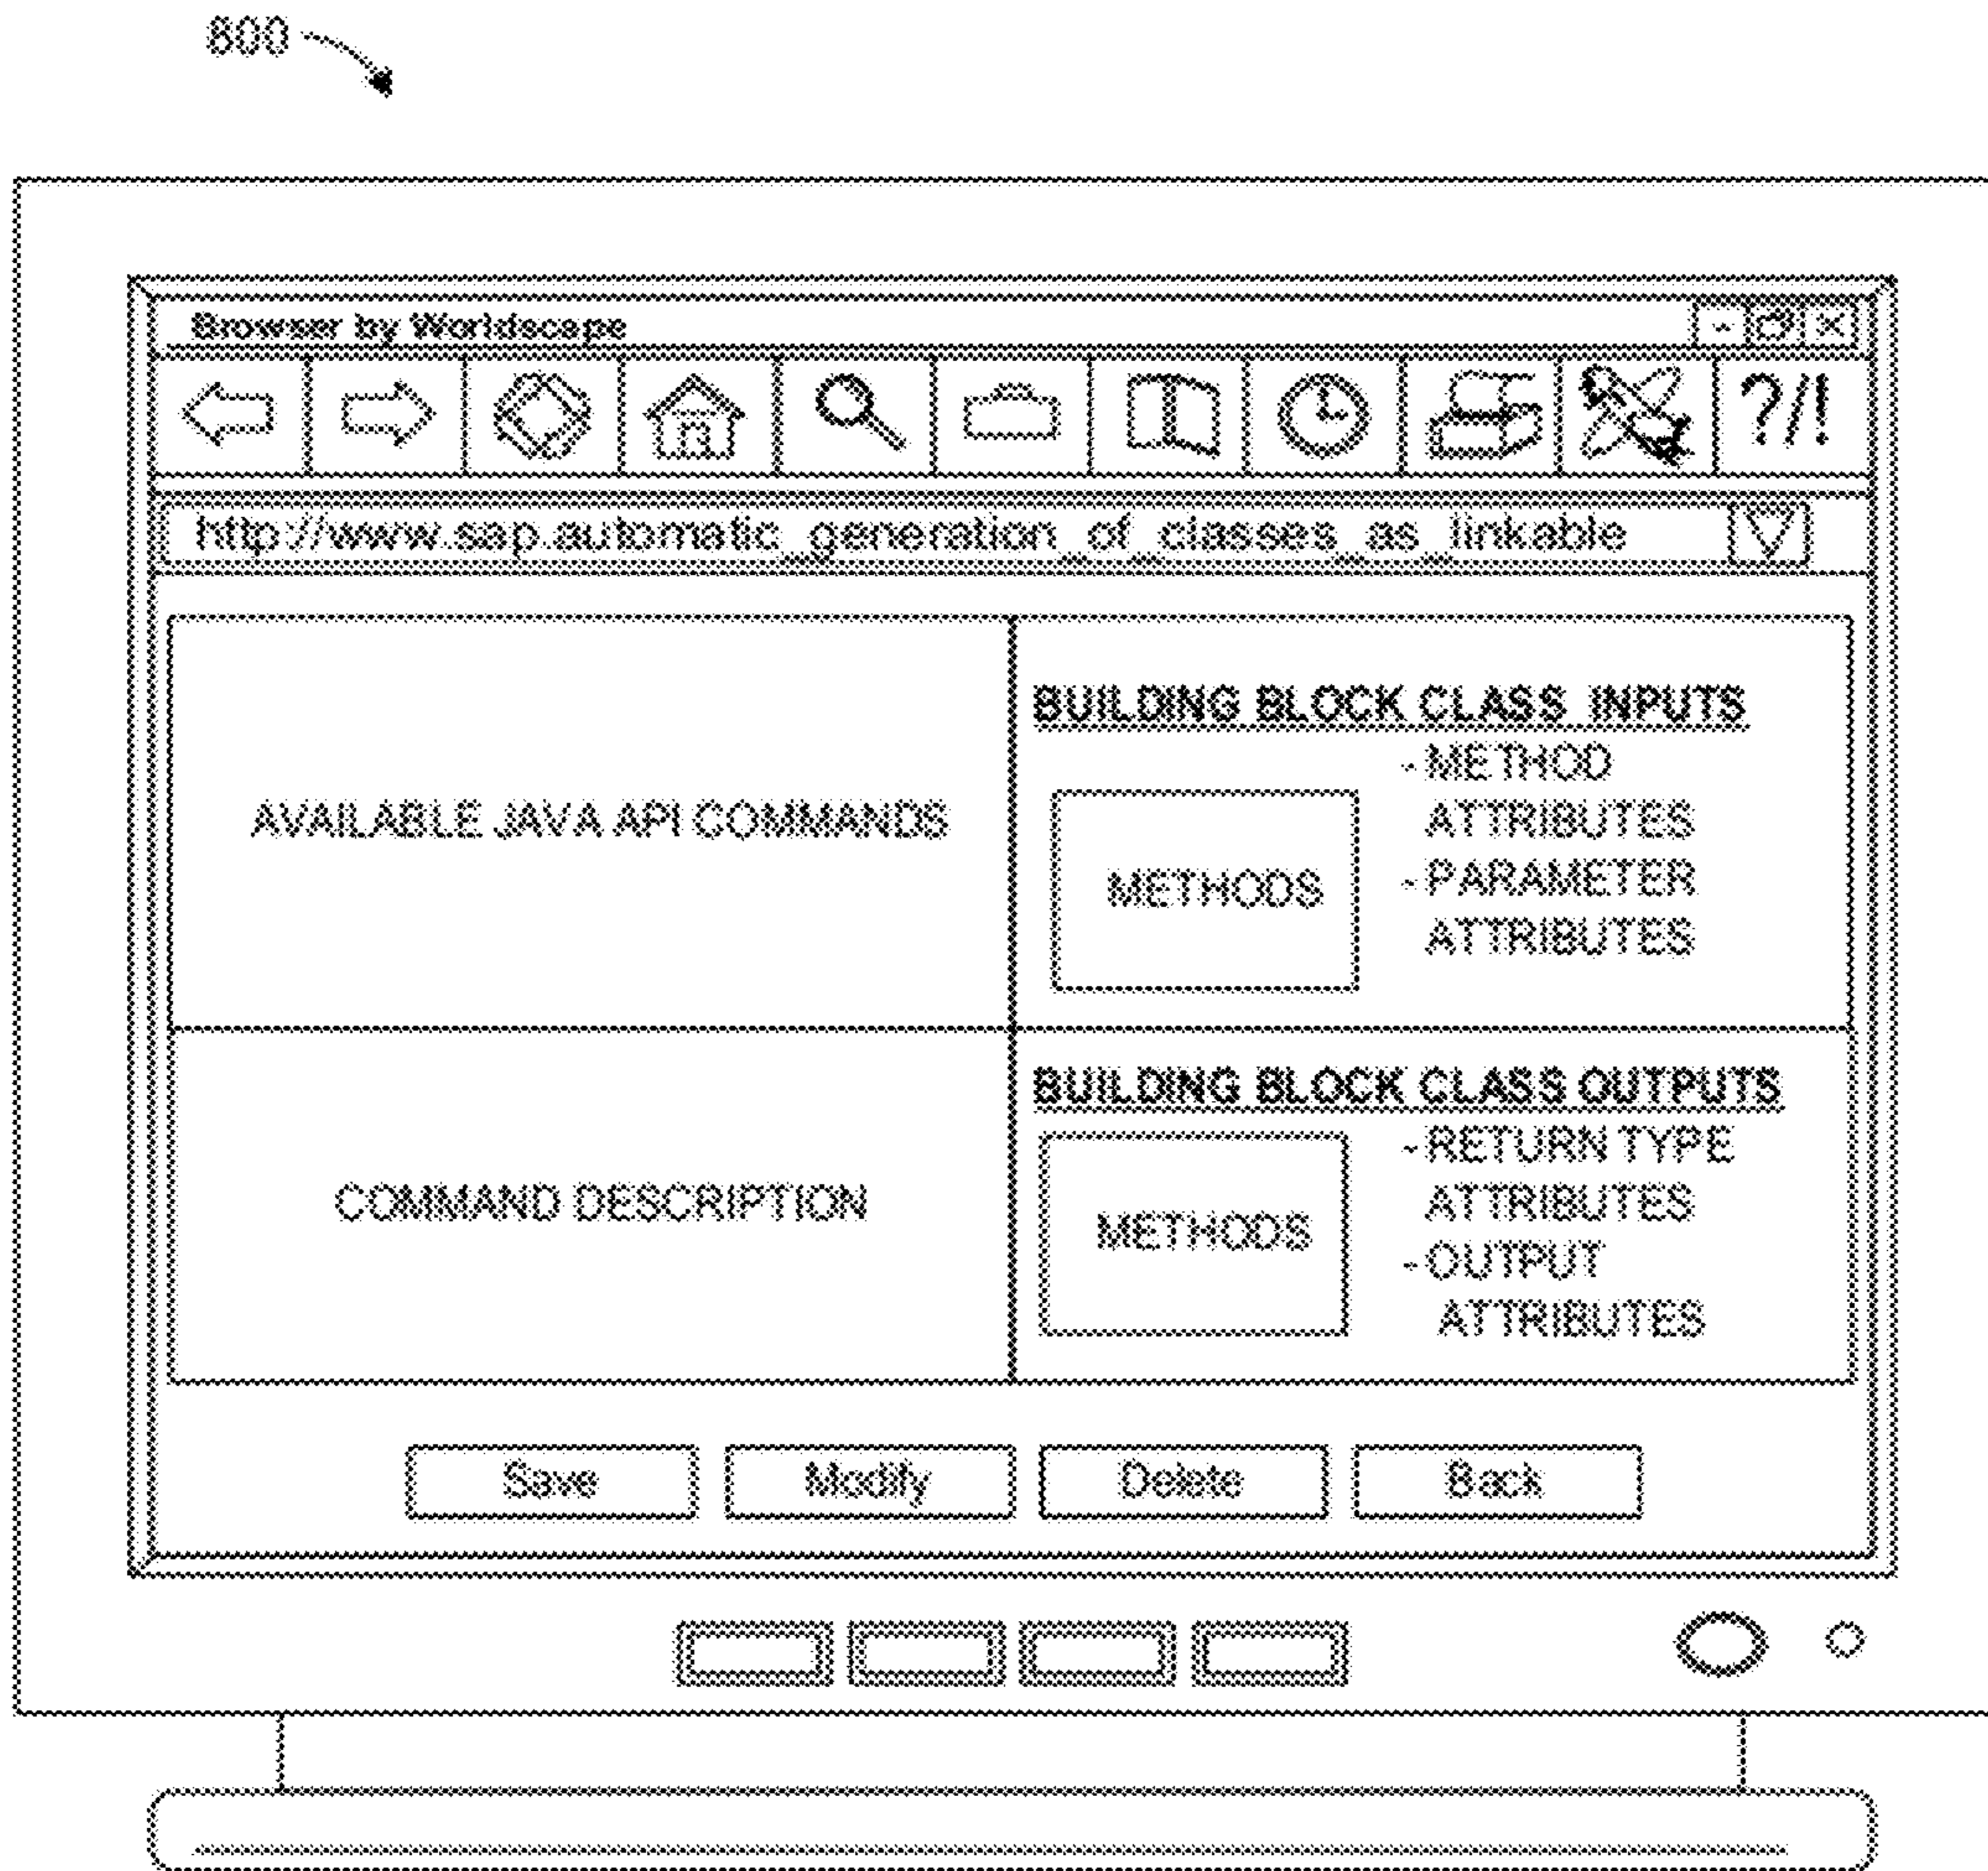 800
Browser by Worldscape
?/!
http://www.sap.automatic_generation_of_classes_as_linkable
AVAILABLE JAVA API COMMANDS
BUILDING BLOCK CLASS INPUTS
METHODS
- METHOD
ATTRIBUTES
- PARAMETER
ATTRIBUTES
COMMAND DESCRIPTION
BUILDING BLOCK CLASS OUTPUTS
METHODS
- RETURN TYPE
ATTRIBUTES
- OUTPUT
ATTRIBUTES
Save
Modify
Delete
Back